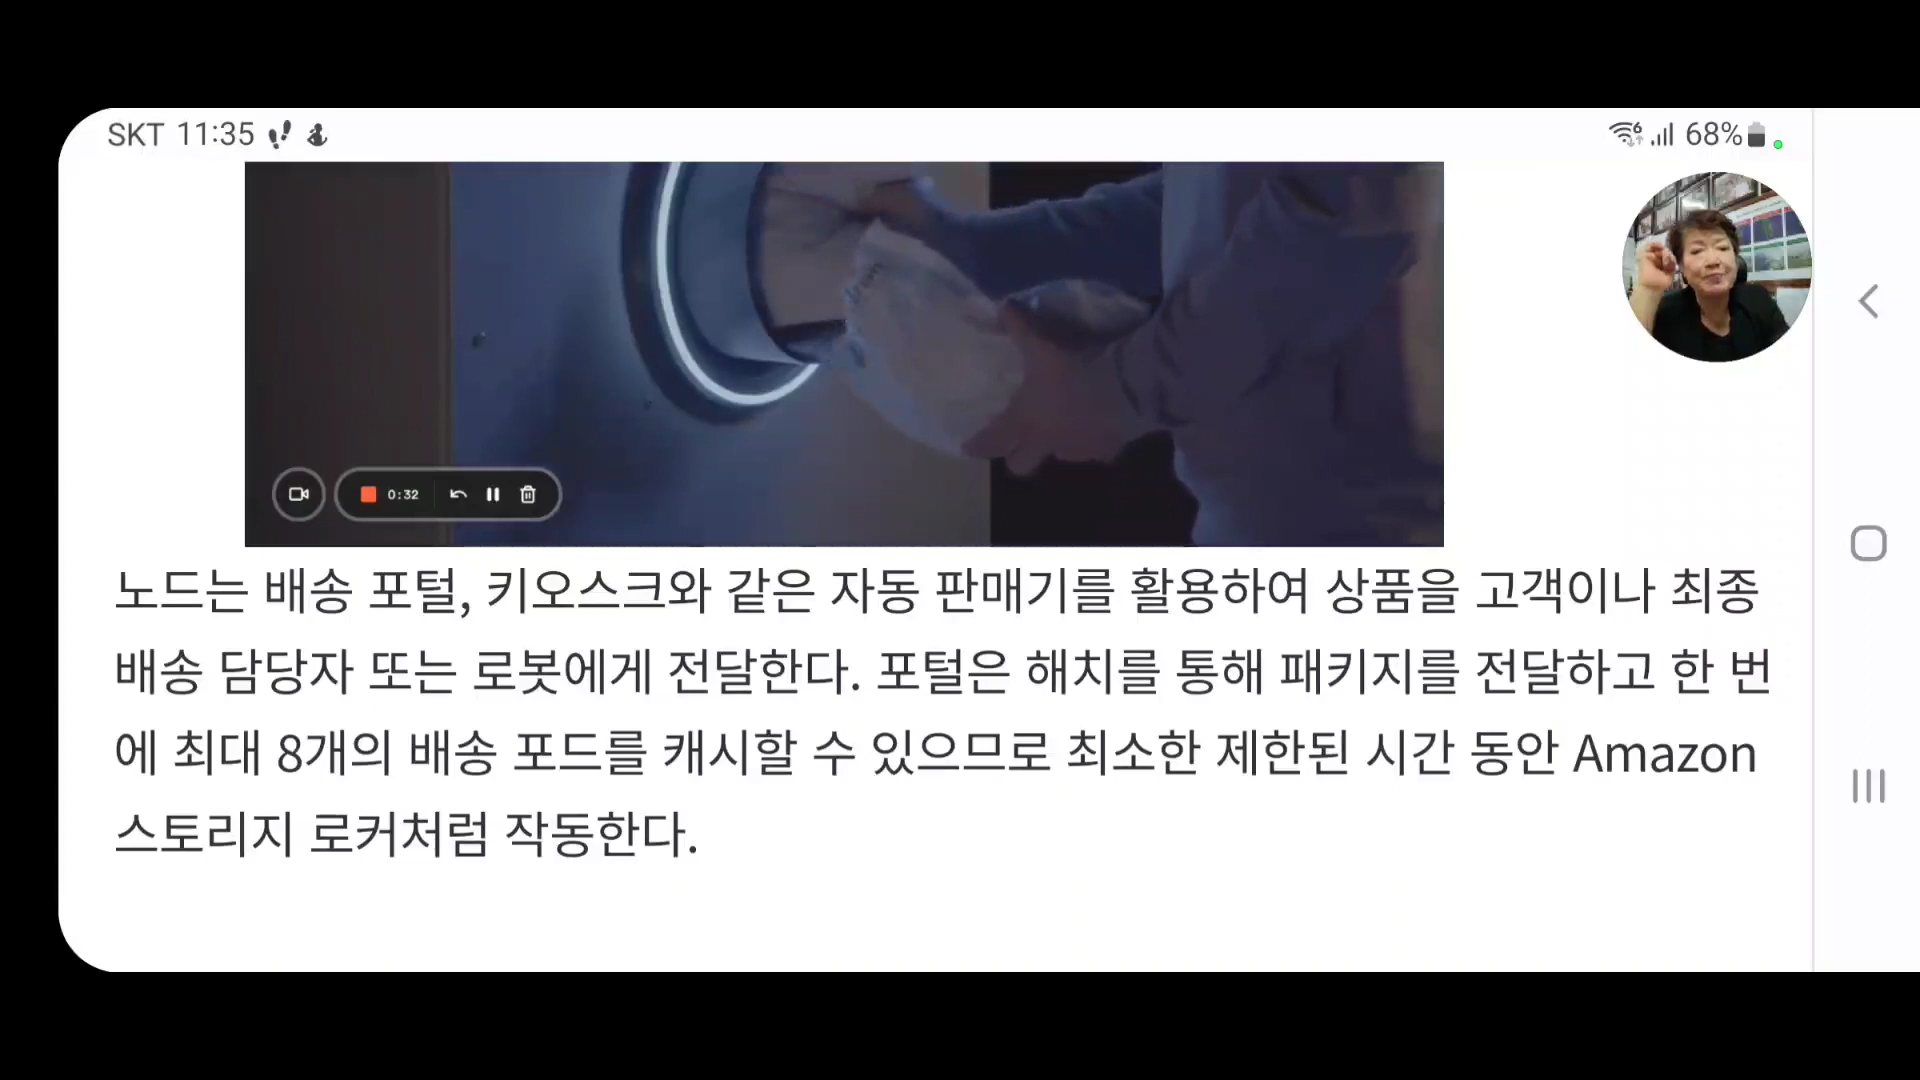 SKT 11:35
68%
0:32
노드는 배송 포털, 키오스크와 같은 자동 판매기를 활용하여 상품을 고객이나 최종
배송 담당자 또는 로봇에게 전달한다. 포털은 해치를 통해 패키지를 전달하고 한 번
에 최대 8개의 배송 포드를 캐시할 수 있으므로 최소한 제한된 시간 동안 Amazon
스토리지 로커처럼 작동한다.